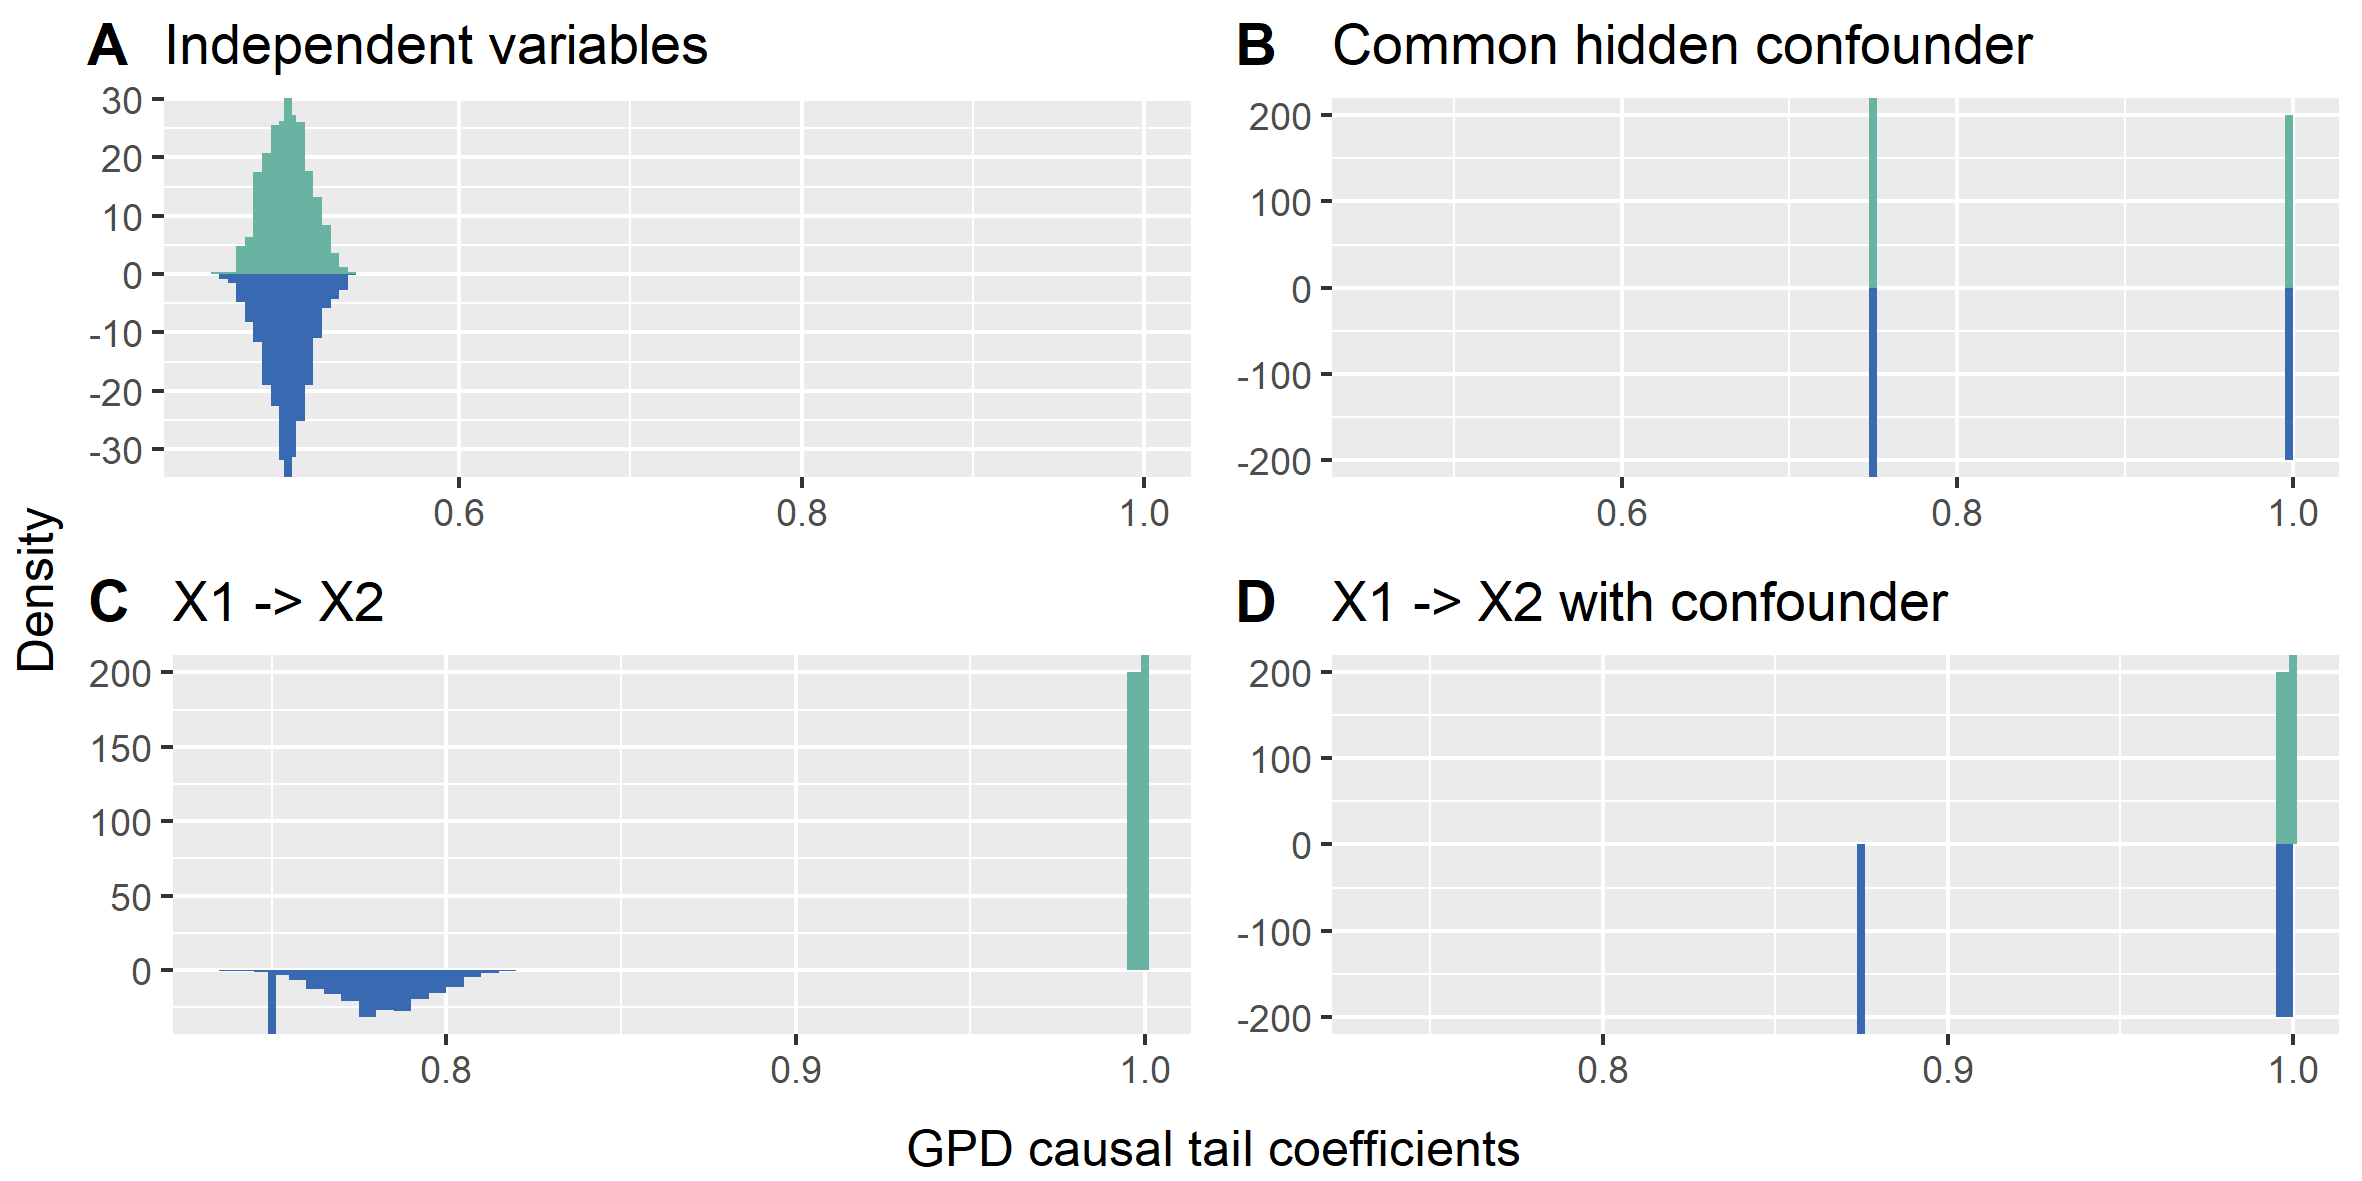 A Independent variables
30
20
10
0
-10
-20
-30
0.6 0.8 1.0
B Common hidden confounder
200
100
0
-100
-200
0.6 0.8 1.0
Density
C X1 -> X2
200
150
100
50
0
0.8 0.9 1.0
D X1 -> X2 with confounder
200
100
0
-100
-200
0.8 0.9 1.0
GPD causal tail coefficients